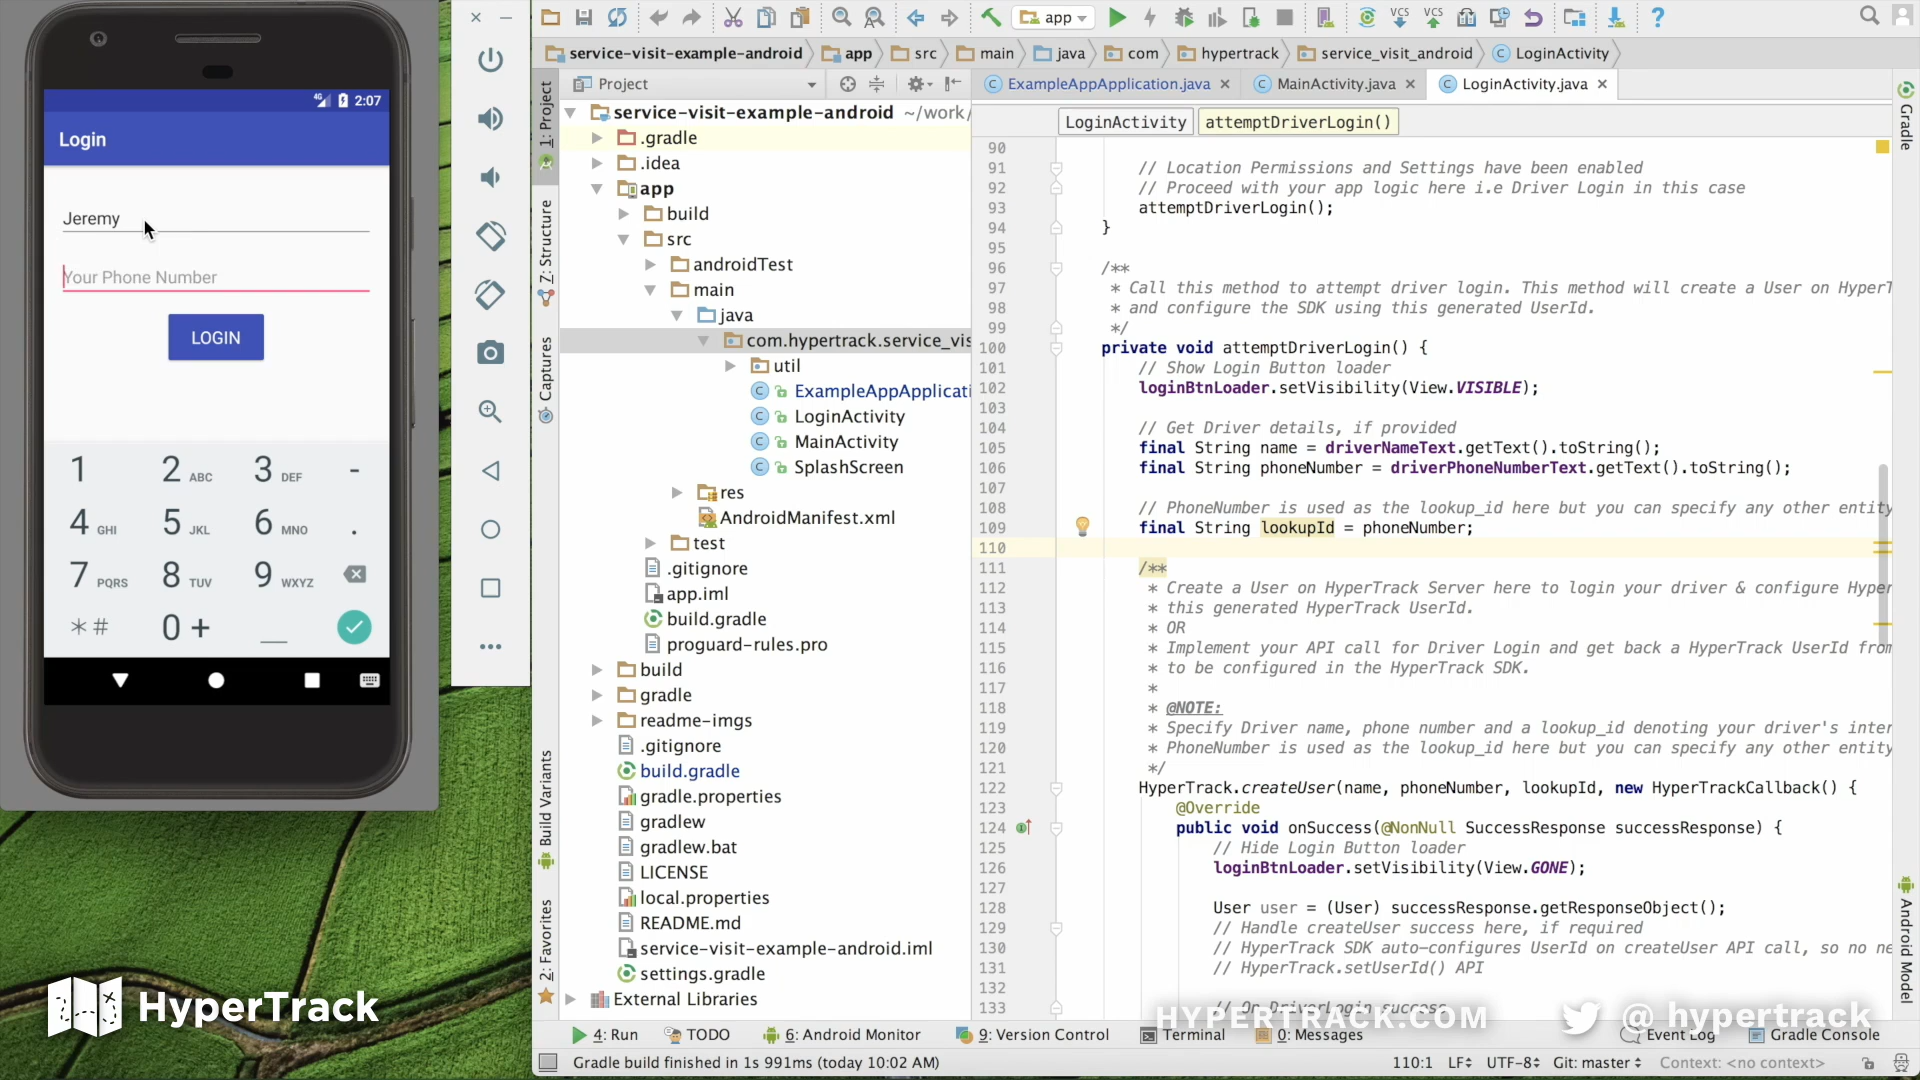 4G 2:07
Login
Jeremy
Your Phone Number
LOGIN
1 2 ABC 3 DEF -
4 GHI 5 JKL 6 MNO .
7 PQRS 8 TUV 9 WXYZ
* # 0 +
HyperTrack
app
VCS VCS
?
service-visit-example-android app src main java com hypertrack service_visit_android LoginActivity
Project
ExampleAppApplication.java MainActivity.java LoginActivity.java
1: Project
Z: Structure
Captures
Build Variants
2: Favorites
service-visit-example-android ~/work/
.gradle
.idea
app
build
src
androidTest
main
java
com.hypertrack.service_vis
util
ExampleAppApplicati
LoginActivity
MainActivity
SplashScreen
res
AndroidManifest.xml
test
.gitignore
app.iml
build.gradle
proguard-rules.pro
build
gradle
readme-imgs
.gitignore
build.gradle
gradle.properties
gradlew
gradlew.bat
LICENSE
local.properties
README.md
service-visit-example-android.iml
settings.gradle
External Libraries
LoginActivity attemptDriverLogin()
90
91 // Location Permissions and Settings have been enabled
92 // Proceed with your app logic here i.e Driver Login in this case
93 attemptDriverLogin();
94 }
95
96 /**
97 * Call this method to attempt driver login. This method will create a User on HyperT
98 * and configure the SDK using this generated UserId.
99 */
100 private void attemptDriverLogin() {
101 // Show Login Button loader
102 loginBtnLoader.setVisibility(View.VISIBLE);
103
104 // Get Driver details, if provided
105 final String name = driverNameText.getText().toString();
106 final String phoneNumber = driverPhoneNumberText.getText().toString();
107
108 // PhoneNumber is used as the lookup_id here but you can specify any other entity
109 final String lookupId = phoneNumber;
110
111 /**
112 * Create a User on HyperTrack Server here to login your driver & configure Hyper
113 * this generated HyperTrack UserId.
114 * OR
115 * Implement your API call for Driver Login and get back a HyperTrack UserId from
116 * to be configured in the HyperTrack SDK.
117 *
118 * @NOTE:
119 * Specify Driver name, phone number and a lookup_id denoting your driver's inter
120 * PhoneNumber is used as the lookup_id here but you can specify any other entity
121 */
122 HyperTrack.createUser(name, phoneNumber, lookupId, new HyperTrackCallback() {
123 @Override
124 public void onSuccess(@NonNull SuccessResponse successResponse) {
125 // Hide Login Button loader
126 loginBtnLoader.setVisibility(View.GONE);
127
128 User user = (User) successResponse.getResponseObject();
129 // Handle createUser success here, if required
130 // HyperTrack SDK auto-configures UserId on createUser API call, so no ne
131 // HyperTrack.setUserId() API
132
133 // On DriverLogin success
HYPERTRACK.COM @ hypertrack
Gradle
Android Model
4: Run TODO 6: Android Monitor 9: Version Control Terminal 0: Messages Event Log Gradle Console
Gradle build finished in 1s 991ms (today 10:02 AM) 110:1 LF UTF-8 Git: master Context: <no context>